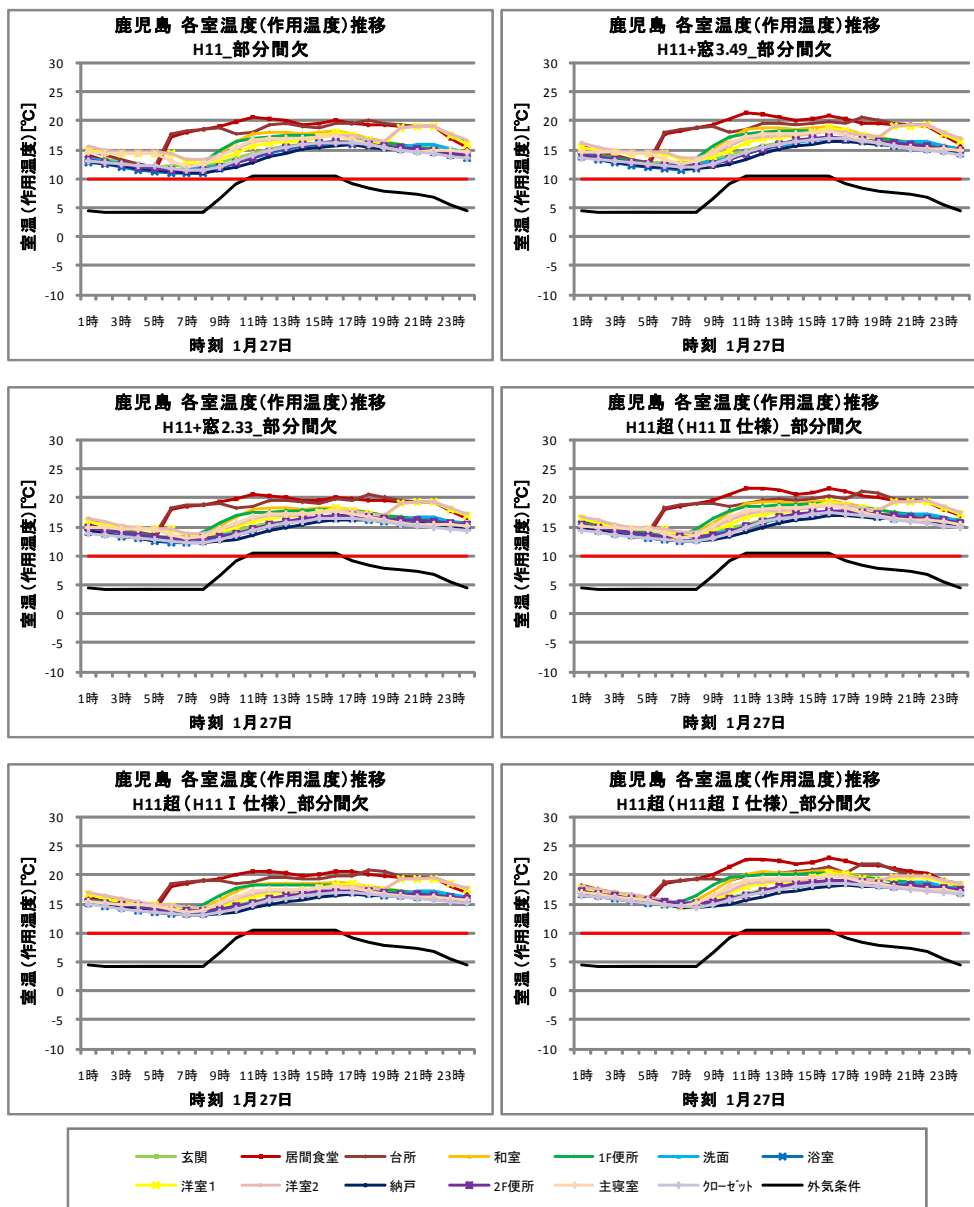 鹿児島 各室温度(作用温度)推移
H11_部分間欠
室温(作用温度)[℃]
30
25
20
15
10
5
0
-5
-10
1時 3時 5時 7時 9時 11時 13時 15時 17時 19時 21時 23時
時刻 1月27日
鹿児島 各室温度(作用温度)推移
H11+窓3.49_部分間欠
室温(作用温度)[℃]
30
25
20
15
10
5
0
-5
-10
1時 3時 5時 7時 9時 11時 13時 15時 17時 19時 21時 23時
時刻 1月27日
鹿児島 各室温度(作用温度)推移
H11+窓2.33_部分間欠
室温(作用温度)[℃]
30
25
20
15
10
5
0
-5
-10
1時 3時 5時 7時 9時 11時 13時 15時 17時 19時 21時 23時
時刻 1月27日
鹿児島 各室温度(作用温度)推移
H11超(H11Ⅱ仕様)_部分間欠
室温(作用温度)[℃]
30
25
20
15
10
5
0
-5
-10
1時 3時 5時 7時 9時 11時 13時 15時 17時 19時 21時 23時
時刻 1月27日
鹿児島 各室温度(作用温度)推移
H11超(H11Ⅰ仕様)_部分間欠
室温(作用温度)[℃]
30
25
20
15
10
5
0
-5
-10
1時 3時 5時 7時 9時 11時 13時 15時 17時 19時 21時 23時
時刻 1月27日
鹿児島 各室温度(作用温度)推移
H11超(H11超Ⅰ仕様)_部分間欠
室温(作用温度)[℃]
30
25
20
15
10
5
0
-5
-10
1時 3時 5時 7時 9時 11時 13時 15時 17時 19時 21時 23時
時刻 1月27日
玄関 居間食堂 台所 和室 1F便所 洗面 浴室
洋室1 洋室2 納戸 2F便所 主寝室 ｸﾛｰｾﾞｯﾄ 外気条件